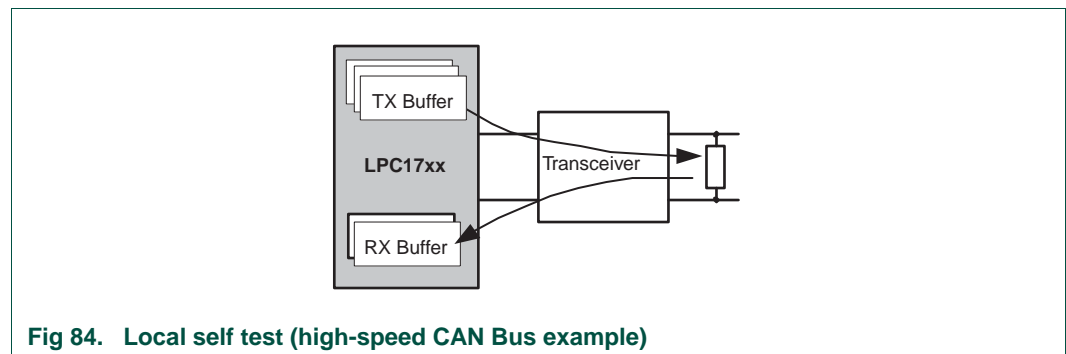 TX Buffer
LPC17xx
Transceiver
RX Buffer
Fig 84. Local self test (high-speed CAN Bus example)